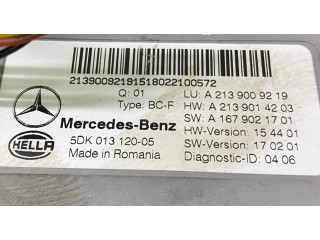 21390092191518022100572
Q: 01 LU: A 213 900 92 19
Type: BC-F HW: A 213 901 42 03
SW: A 167 902 17 01
Mercedes-Benz HW-Version: 15 44 01
HELLA 5DK 013 120-05 SW-Version: 17 02 01
Made in Romania Diagnostic-ID: 04 06